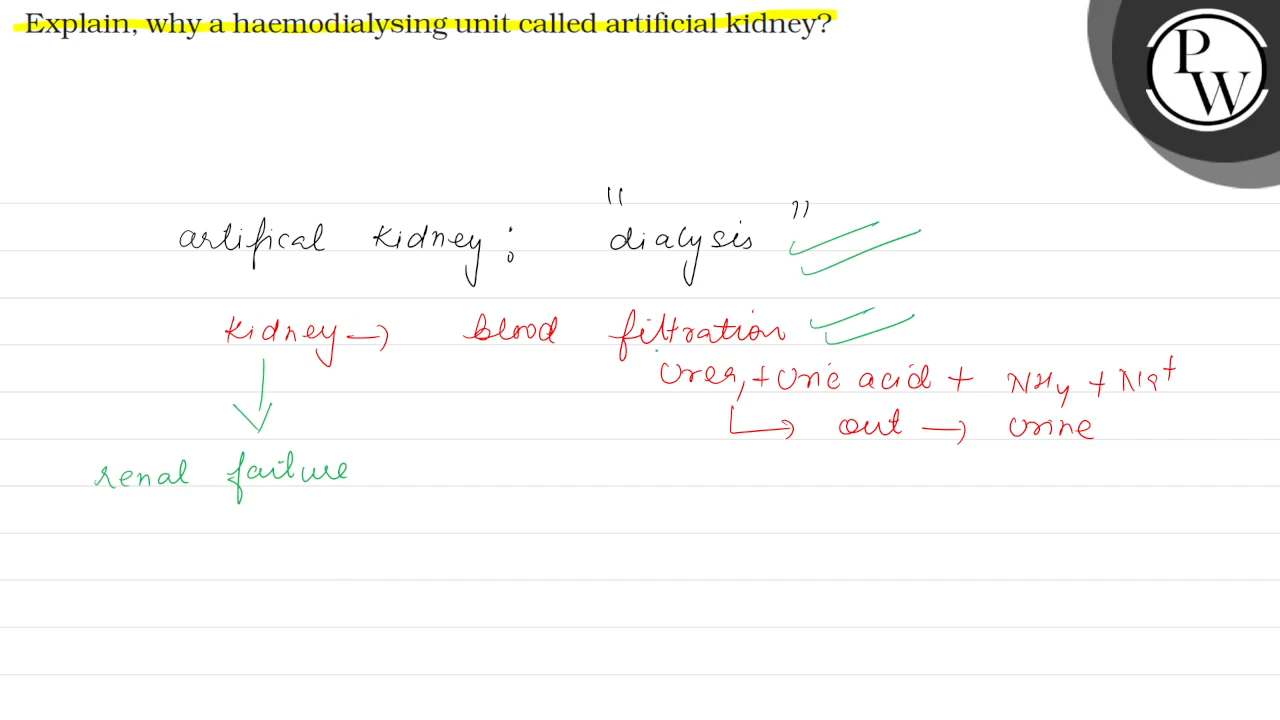 Explain, why a haemodialysing unit called artificial kidney?
P
W
artifical kidney: "dialysis"
kidney → blood filtration
Urea, + Uric acid + NH4 + Na+
↳ out → urine
renal failure